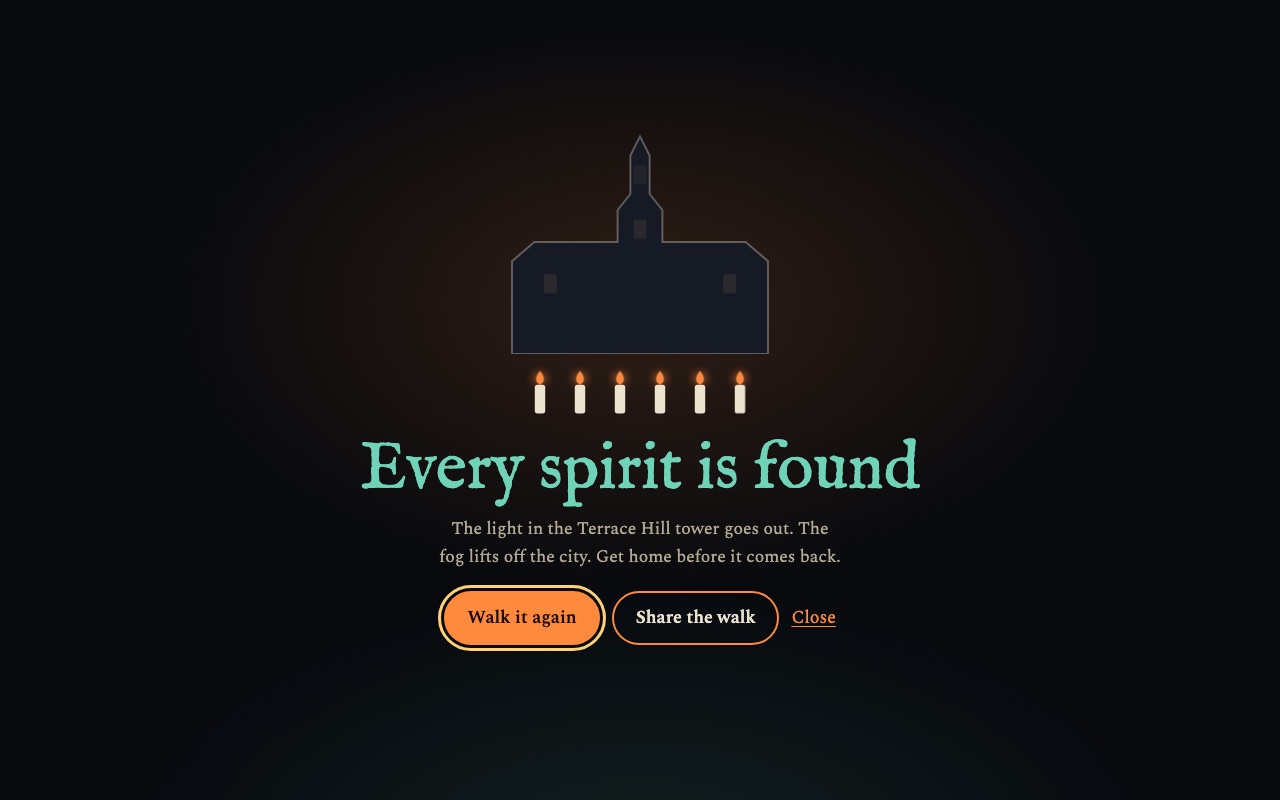 Every spirit is found
The light in the Terrace Hill tower goes out. The
fog lifts off the city. Get home before it comes back.
Walk it again Share the walk Close